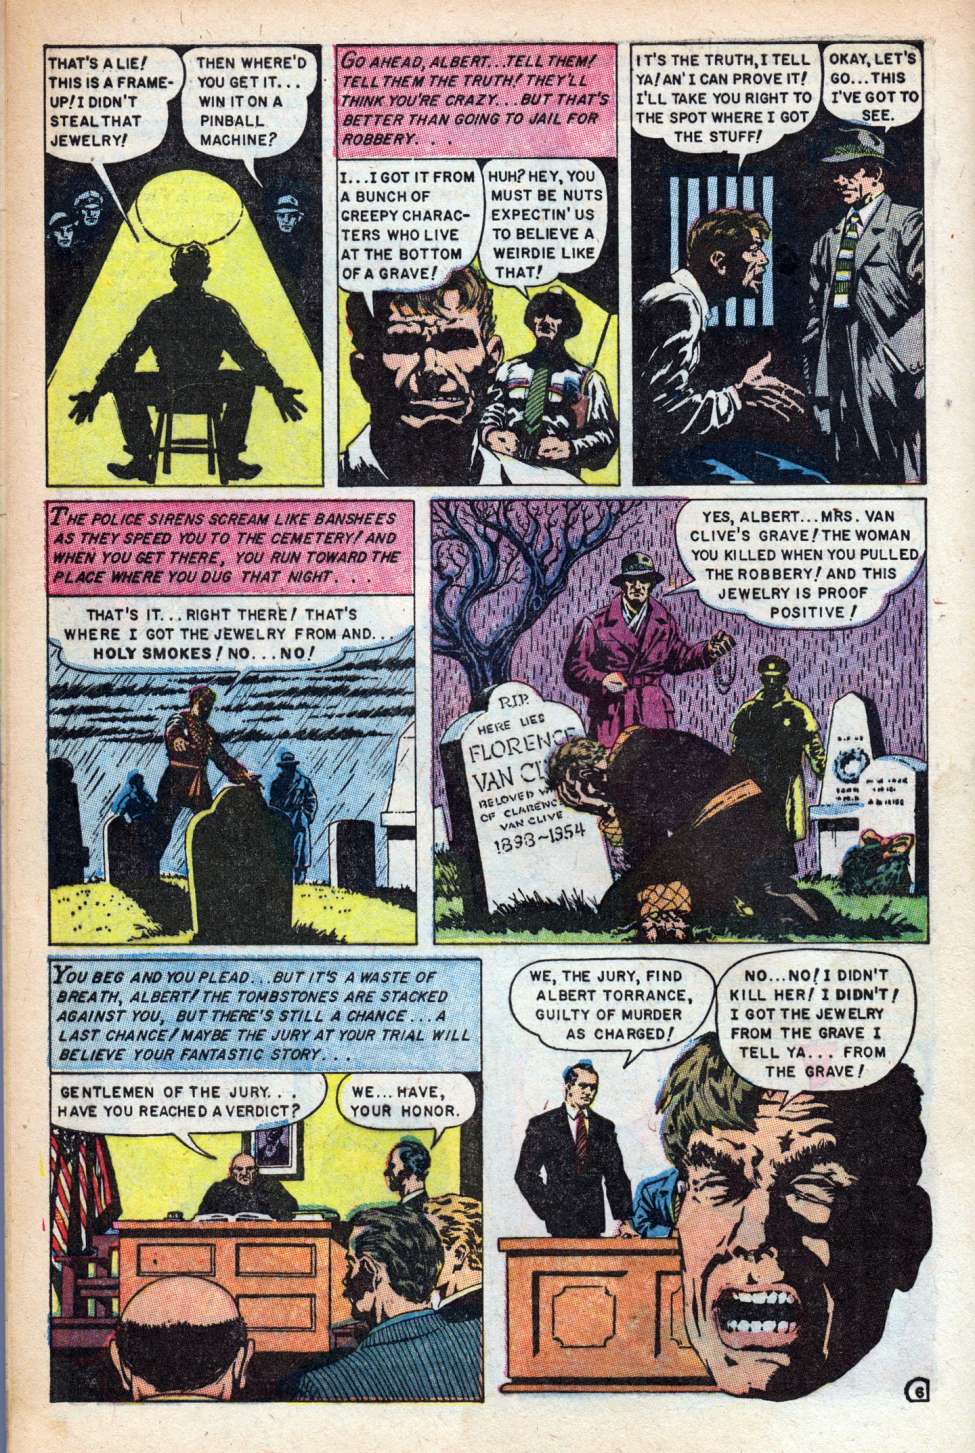 THAT'S A LIE!
THIS IS A FRAME-
UP! I DIDN'T
STEAL THAT
JEWELRY!
THEN WHERE'D
YOU GET IT...
WIN IT ON A
PINBALL
MACHINE?
GO AHEAD, ALBERT...TELL THEM!
TELL THEM THE TRUTH! THEY'LL
THINK YOU'RE CRAZY...BUT THAT'S
BETTER THAN GOING TO JAIL FOR
ROBBERY. . .
I...I GOT IT FROM
A BUNCH OF
GREEPY CHARAC-
TERS WHO LIVE
AT THE BOTTOM
OF A GRAVE!
HUH? HEY, YOU
MUST BE NUTS
EXPECTIN' US
TO BELIEVE A
WEIRDIE LIKE
THAT!
IT'S THE TRUTH, I TELL
YA! AN' I CAN PROVE IT!
I'LL TAKE YOU RIGHT TO
THE SPOT WHERE I GOT
THE STUFF!
OKAY, LET'S
GO...THIS
I'VE GOT TO
SEE.
THE POLICE SIRENS SCREAM LIKE BANSHEES
AS THEY SPEED YOU TO THE CEMETERY! AND
WHEN YOU GET THERE, YOU RUN TOWARD THE
PLACE WHERE YOU DUG THAT NIGHT. . .
THAT'S IT...RIGHT THERE! THAT'S
WHERE I GOT THE JEWELRY FROM AND...
HOLY SMOKES! NO...NO!
YES, ALBERT...MRS. VAN
CLIVE'S GRAVE! THE WOMAN
YOU KILLED WHEN YOU PULLED
THE ROBBERY! AND THIS
JEWELRY IS PROOF
POSITIVE!
R.I.P.
HERE LIES
FLORENCE
VAN CLI
BELOVED
OF CLARENC
VAN CLIVE
1898~1954
YOU BEG AND YOU PLEAD...BUT IT'S A WASTE OF
BREATH, ALBERT! THE TOMBSTONES ARE STACKED
AGAINST YOU, BUT THERE'S STILL A CHANCE...A
LAST CHANCE! MAYBE THE JURY AT YOUR TRIAL WILL
BELIEVE YOUR FANTASTIC STORY. . .
GENTLEMEN OF THE JURY. . .
HAVE YOU REACHED A VERDICT?
WE...HAVE,
YOUR HONOR.
WE, THE JURY, FIND
ALBERT TORRANCE,
GUILTY OF MURDER
AS CHARGED!
NO...NO! I DIDN'T
KILL HER! I DIDN'T!
I GOT THE JEWELRY
FROM THE GRAVE I
TELL YA... FROM
THE GRAVE!
6